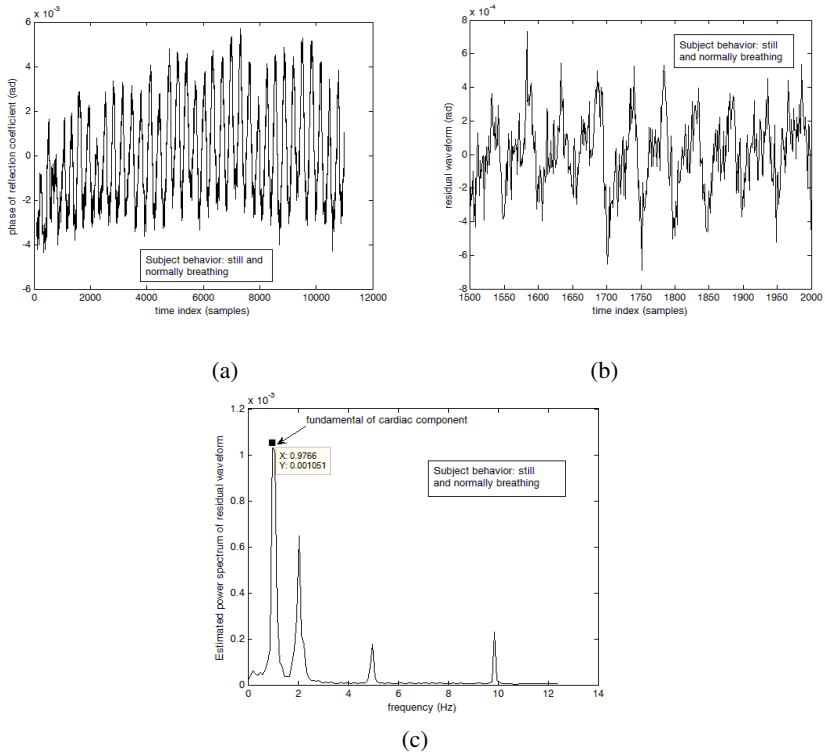 x 10⁻³
6
4
2
0
-2
-4
-6
phase of reflection coefficient (rad)
Subject behavior: still and
normally breathing
0 2000 4000 6000 8000 10000 12000
time index (samples)
(a)
x 10⁻⁴
8
6
4
2
0
-2
-4
-6
-8
residual waveform (rad)
Subject behavior: still
and normally breathing
1500 1550 1600 1650 1700 1750 1800 1850 1900 1950 2000
time index (samples)
(b)
x 10⁻³
1.2
1
0.8
0.6
0.4
0.2
0
Estimated power spectrum of residual waveform
fundamental of cardiac component
X: 0.9766
Y: 0.001051
Subject behavior: still
and normally breathing
0 2 4 6 8 10 12 14
frequency (Hz)
(c)